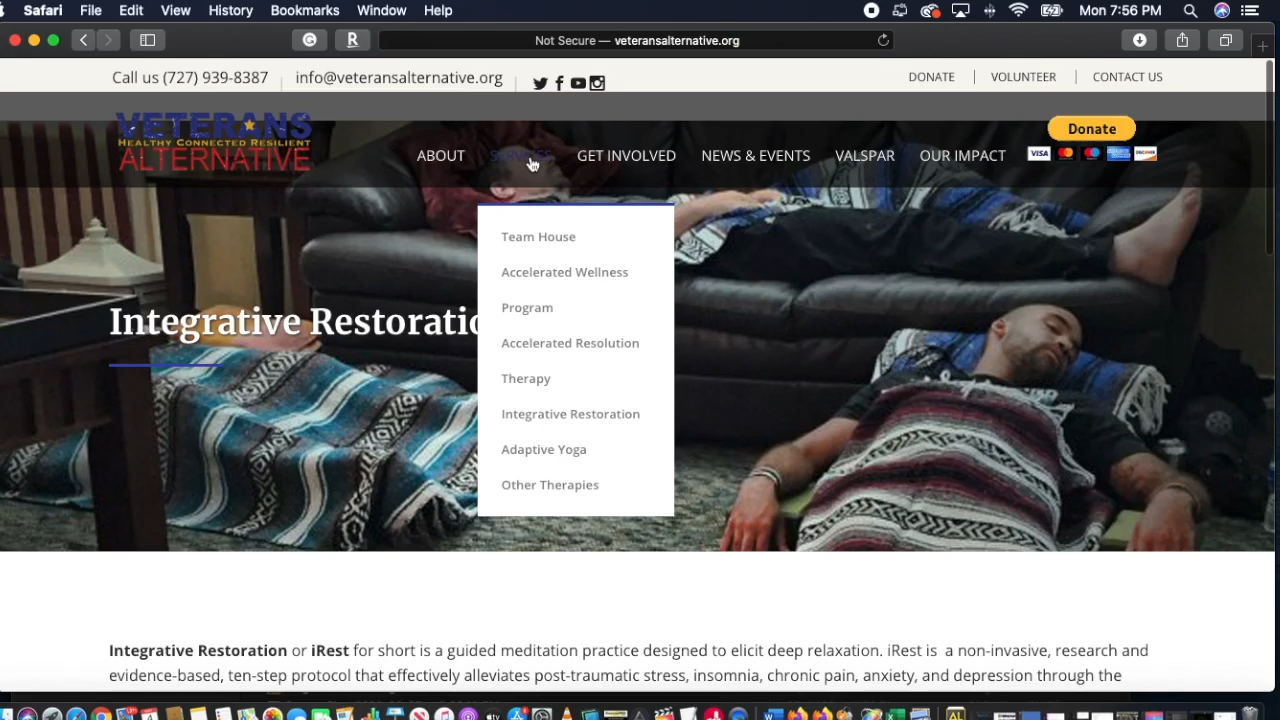 Safari File Edit View History Bookmarks Window Help Mon 7:56 PM
Not Secure — veteransalternative.org
Call us (727) 939-8387 info@veteransalternative.org DONATE VOLUNTEER CONTACT US
VETERANS
HEALTHY CONNECTED RESILIENT
ALTERNATIVE
Donate
ABOUT SERVICES GET INVOLVED NEWS & EVENTS VALSPAR OUR IMPACT VISA
Team House
Accelerated Wellness
Program
Accelerated Resolution
Therapy
Integrative Restoration
Adaptive Yoga
Other Therapies
Integrative Restoratio
Integrative Restoration or iRest for short is a guided meditation practice designed to elicit deep relaxation. iRest is a non-invasive, research and
evidence-based, ten-step protocol that effectively alleviates post-traumatic stress, insomnia, chronic pain, anxiety, and depression through the